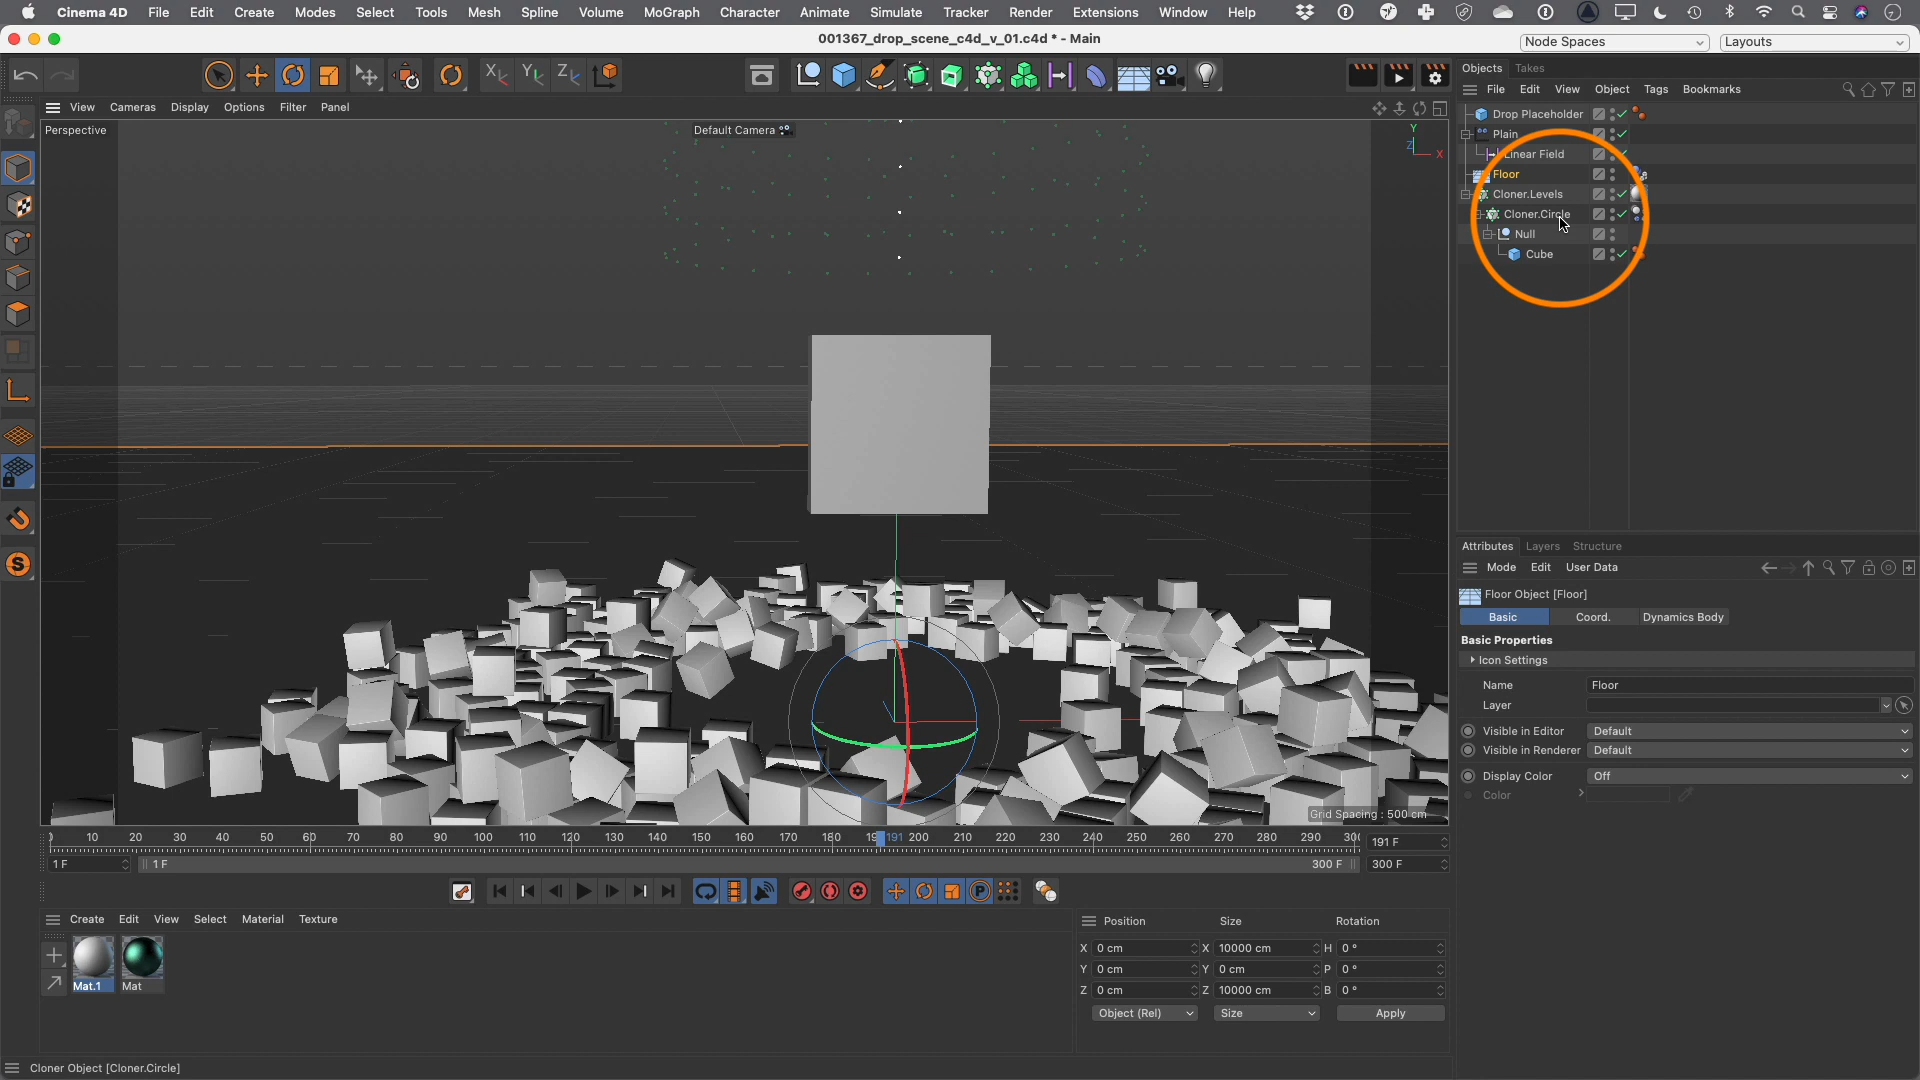 Cinema 4D File Edit Create Modes Select Tools Mesh Spline Volume MoGraph Character Animate Simulate Tracker Render Extensions Window Help
001367_drop_scene_c4d_v_01.c4d * - Main
Node Spaces Layouts
Objects Takes
File Edit View Object Tags Bookmarks
Drop Placeholder
Plain
Linear Field
Floor
Cloner.Levels
Cloner.Circle
Null
Cube
View Cameras Display Options Filter Panel
Perspective
Default Camera
Y
Z X
Grid Spacing : 500 cm
Attributes Layers Structure
Mode Edit User Data
Floor Object [Floor]
Basic Coord. Dynamics Body
Basic Properties
Icon Settings
Name Floor
Layer
Visible in Editor Default
Visible in Renderer Default
Display Color Off
Color
10 20 30 40 50 60 70 80 90 100 110 120 130 140 150 160 170 180 191 200 210 220 230 240 250 260 270 280 290
191 F
1 F 1 F 300 F 300 F
Create Edit View Select Material Texture
Mat.1 Mat
Position Size Rotation
X 0 cm X 10000 cm H 0 °
Y 0 cm Y 0 cm P 0 °
Z 0 cm Z 10000 cm B 0 °
Object (Rel) Size Apply
Cloner Object [Cloner.Circle]